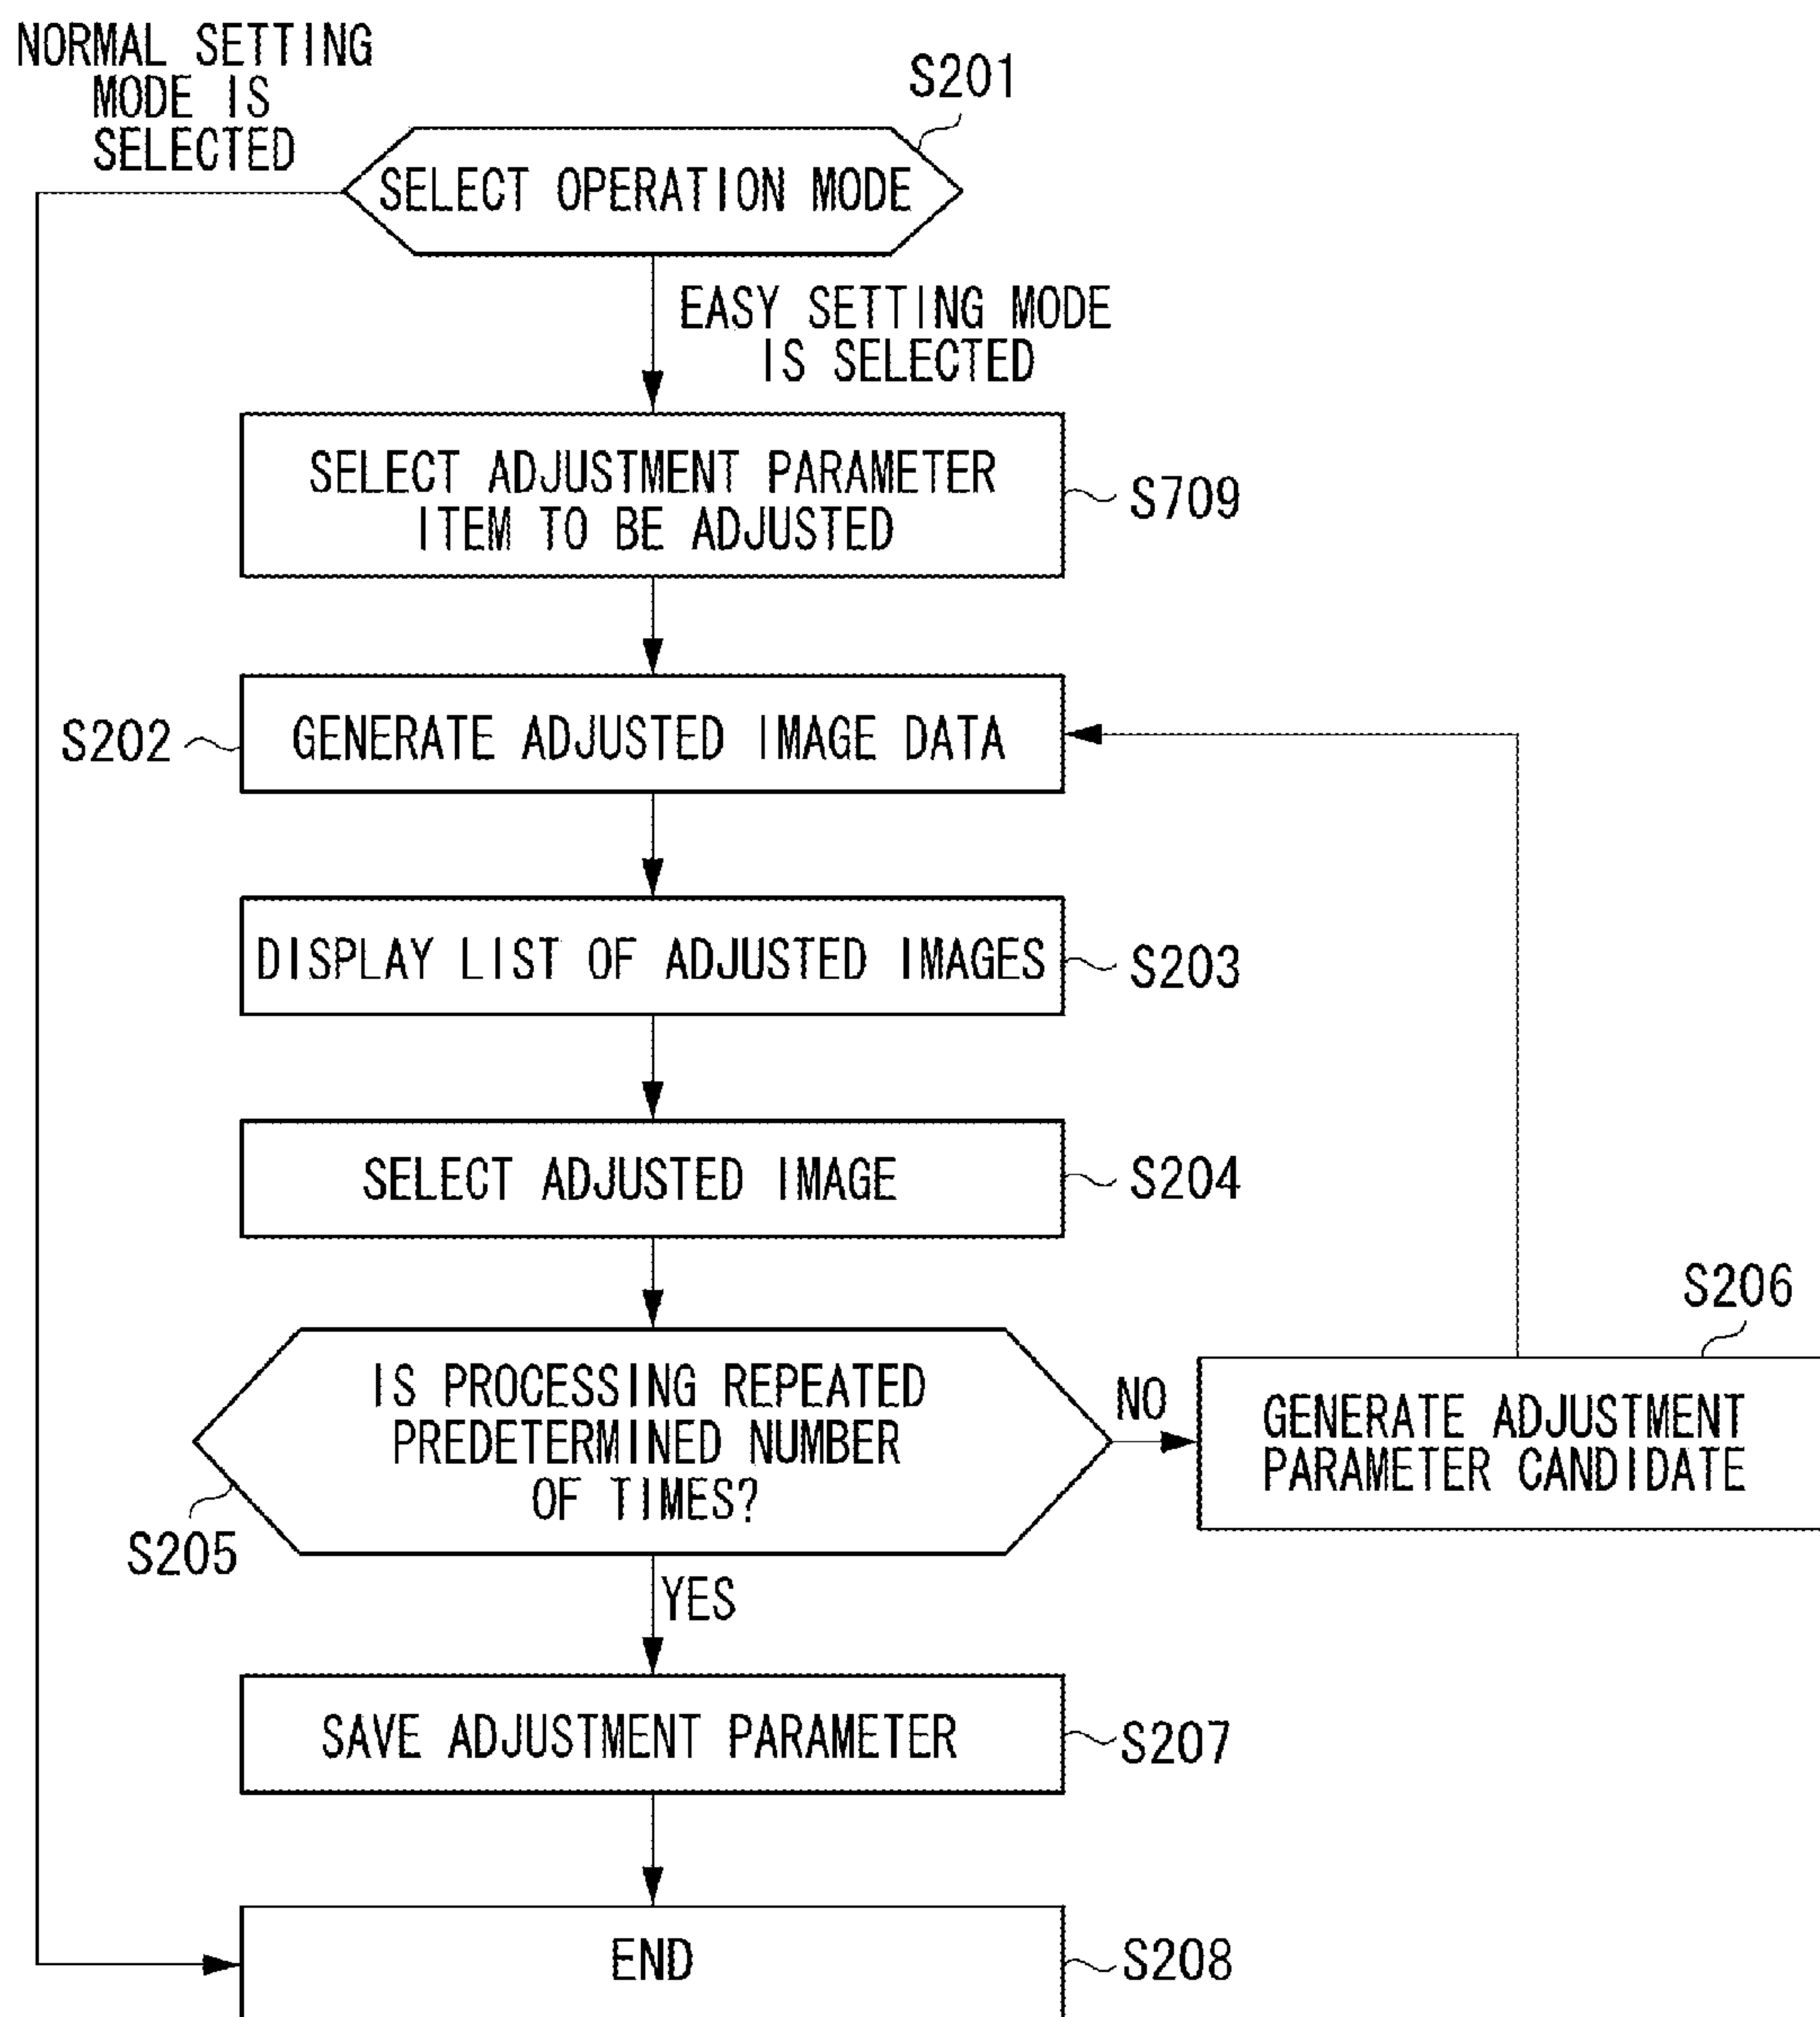 NORMAL SETTING
MODE IS
SELECTED
S201
SELECT OPERATION MODE
EASY SETTING MODE
IS SELECTED
SELECT ADJUSTMENT PARAMETER
ITEM TO BE ADJUSTED
S709
S202
GENERATE ADJUSTED IMAGE DATA
DISPLAY LIST OF ADJUSTED IMAGES
S203
SELECT ADJUSTED IMAGE
S204
IS PROCESSING REPEATED
PREDETERMINED NUMBER
OF TIMES?
S205
NO
S206
GENERATE ADJUSTMENT
PARAMETER CANDIDATE
YES
SAVE ADJUSTMENT PARAMETER
S207
END
S208